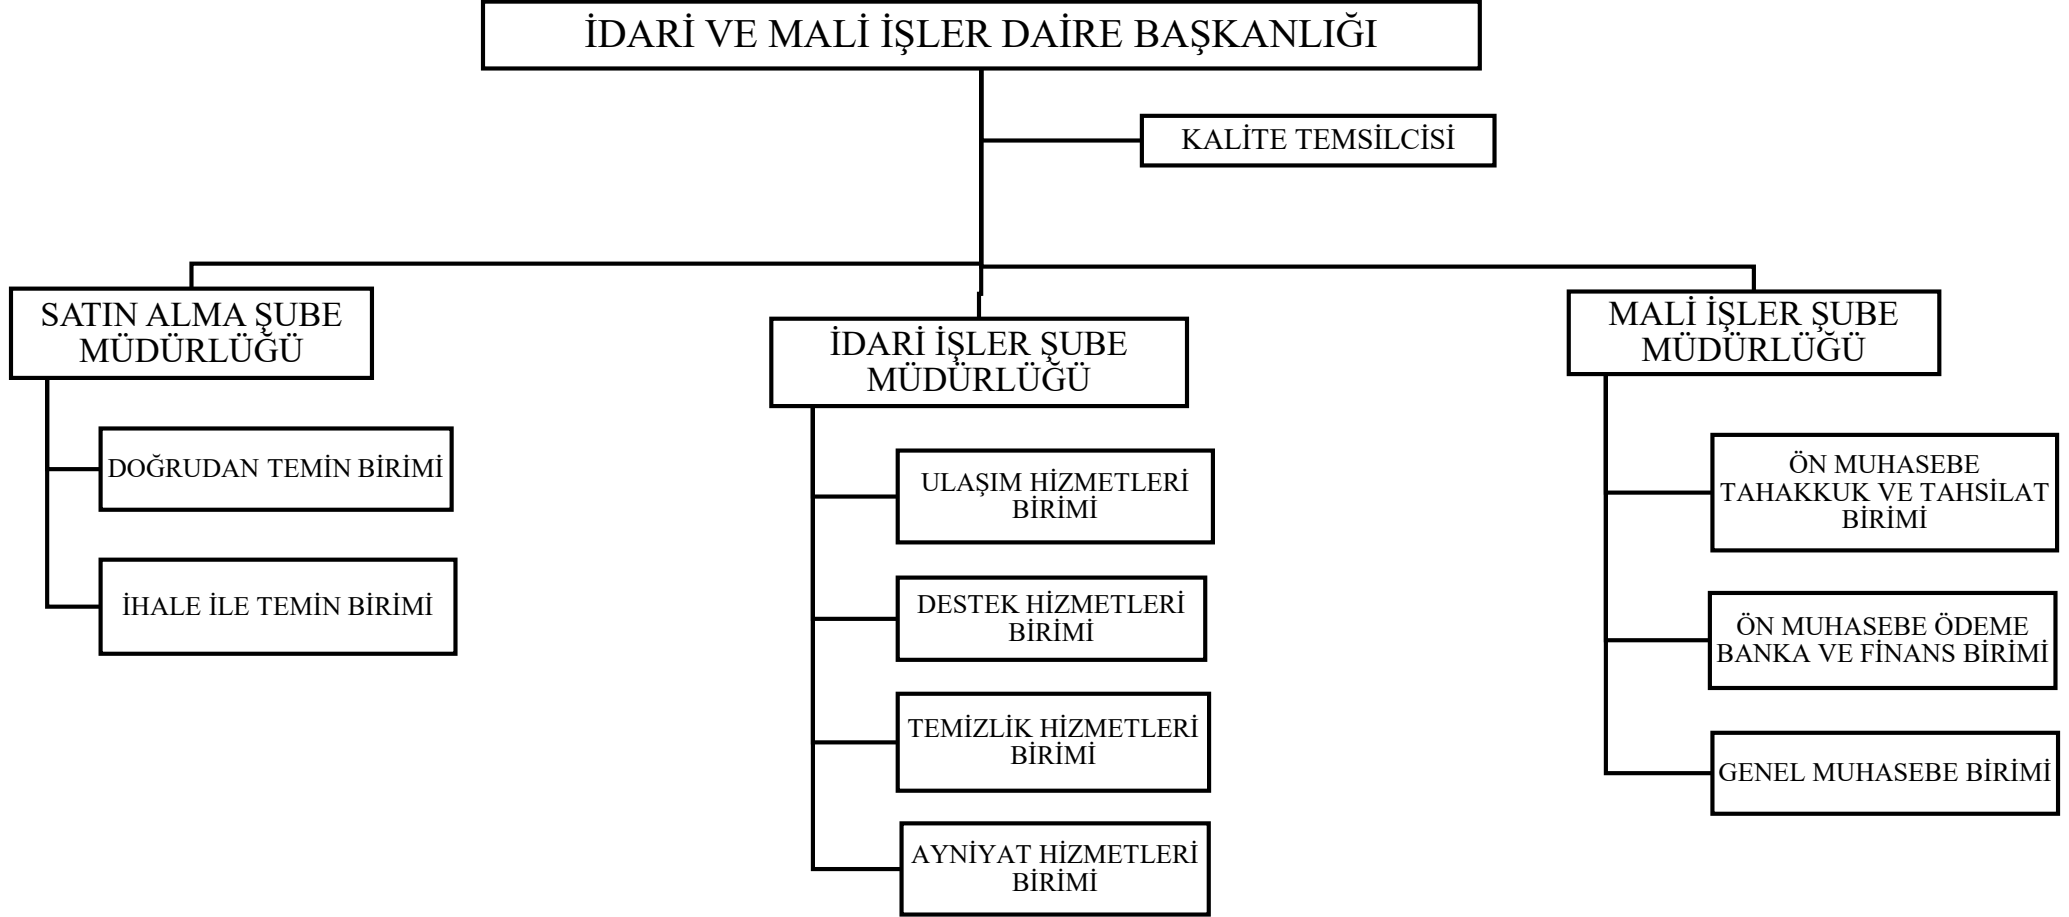 İDARİ VE MALİ İŞLER DAİRE BAŞKANLIĞI
KALİTE TEMSİLCİSİ
SATIN ALMA ŞUBE
MÜDÜRLÜĞÜ
DOĞRUDAN TEMİN BİRİMİ
İHALE İLE TEMİN BİRİMİ
İDARİ İŞLER ŞUBE
MÜDÜRLÜĞÜ
ULAŞIM HİZMETLERİ
BİRİMİ
DESTEK HİZMETLERİ
BİRİMİ
TEMİZLİK HİZMETLERİ
BİRİMİ
AYNİYAT HİZMETLERİ
BİRİMİ
MALİ İŞLER ŞUBE
MÜDÜRLÜĞÜ
ÖN MUHASEBE
TAHAKKUK VE TAHSİLAT
BİRİMİ
ÖN MUHASEBE ÖDEME
BANKA VE FİNANS BİRİMİ
GENEL MUHASEBE BİRİMİ